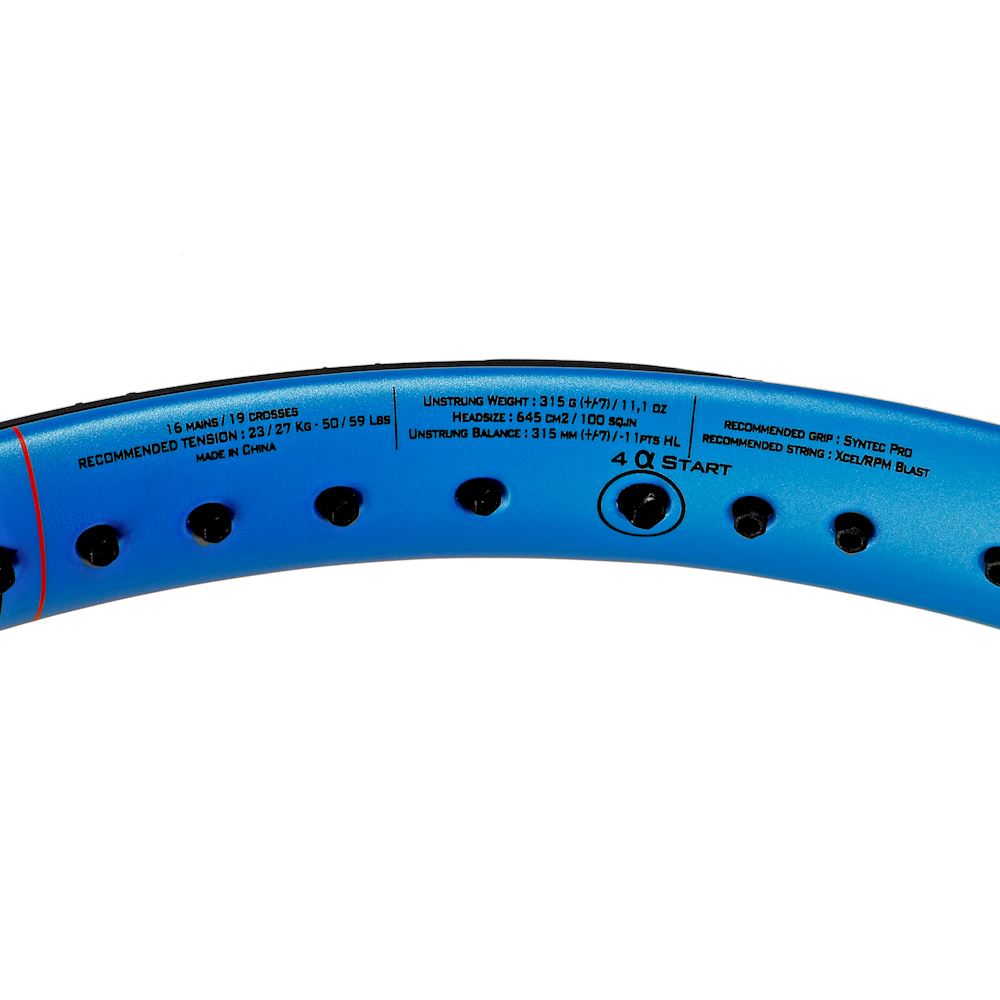 16 MAINS / 19 CROSSES
RECOMMENDED TENSION : 23 / 27 KG - 50 / 59 LBS
MADE IN CHINA
UNSTRUNG WEIGHT : 315 G (+/-7) / 11,1 OZ
HEADSIZE : 645 CM2 / 100 SQ.IN
UNSTRUNG BALANCE : 315 MM (+/-7) / -11PTS HL
RECOMMENDED GRIP : SYNTEC PRO
RECOMMENDED STRING : XCEL/RPM BLAST
4 α START